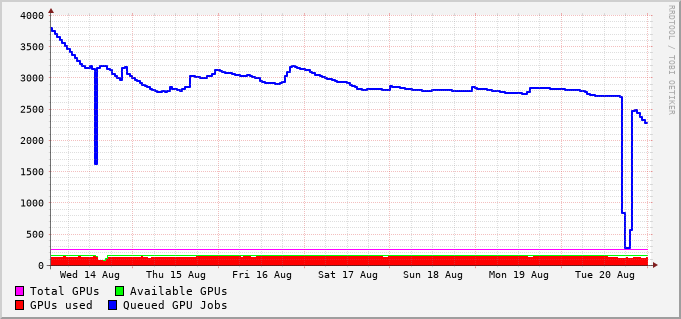 4000
3500
3000
2500
2000
1500
1000
500
0
Wed 14 Aug Thu 15 Aug Fri 16 Aug Sat 17 Aug Sun 18 Aug Mon 19 Aug Tue 20 Aug
Total GPUs Available GPUs
GPUs used Queued GPU Jobs
RRDTOOL / TOBI OETIKER